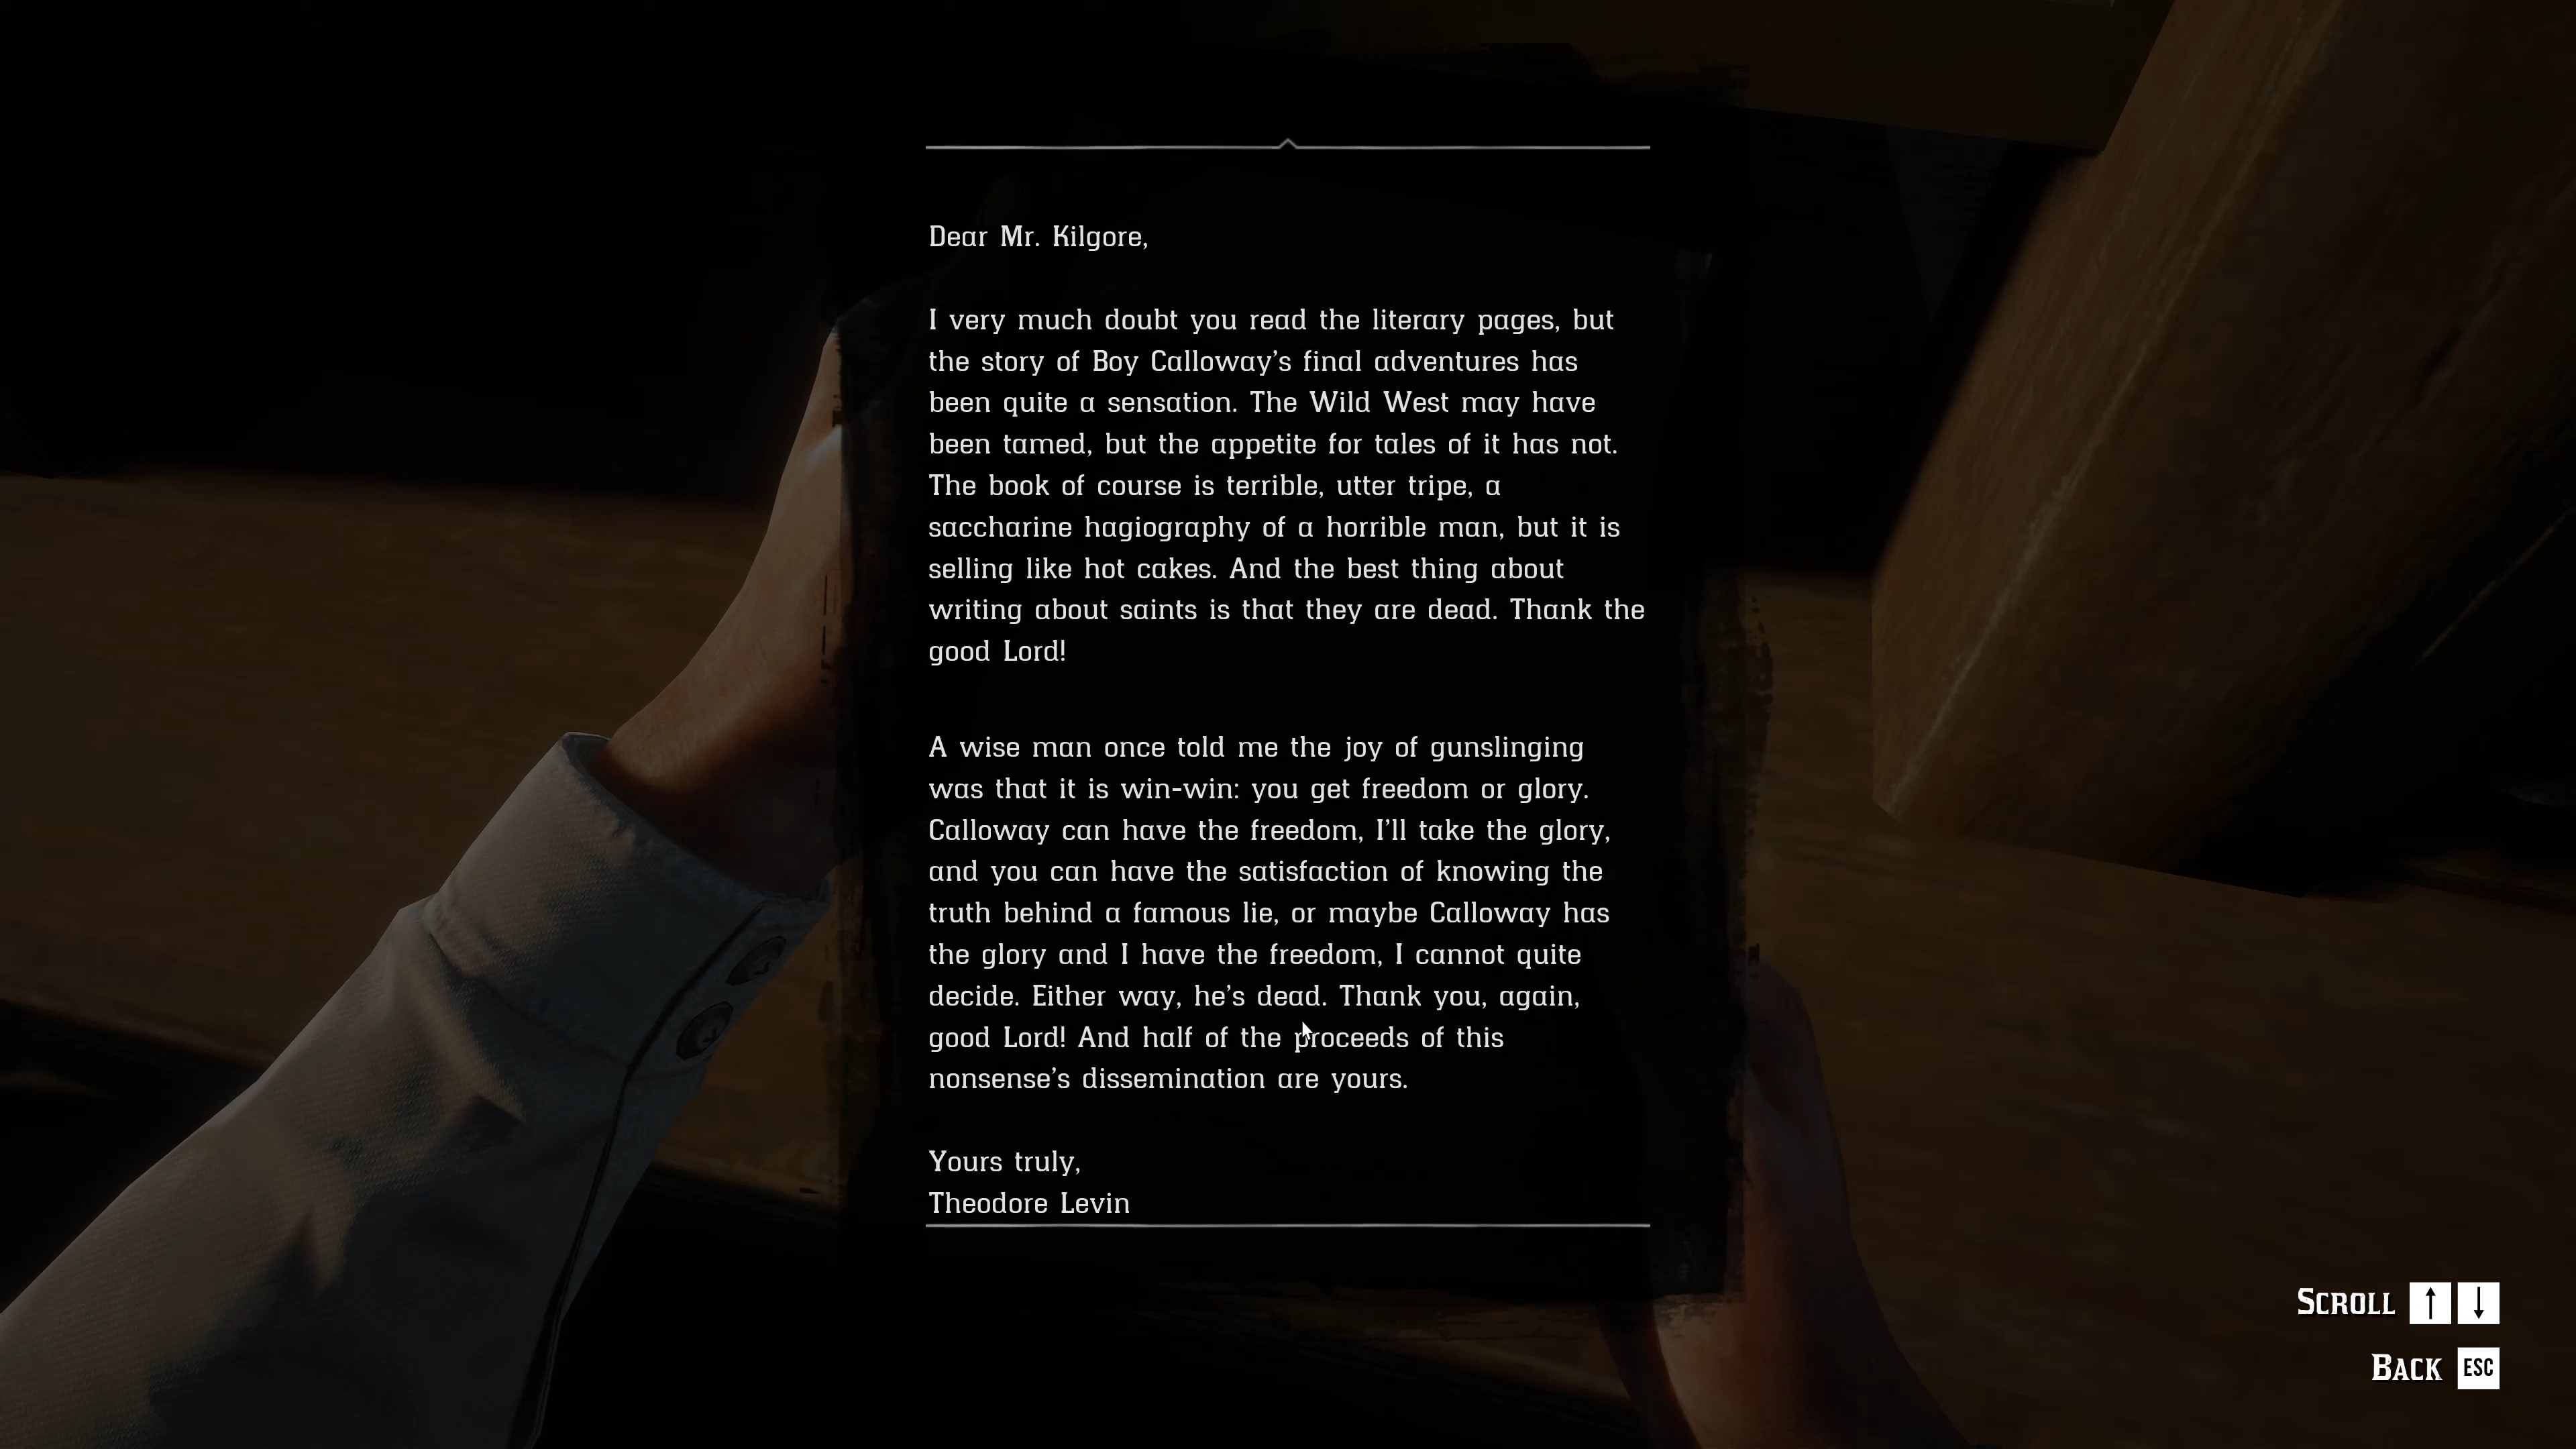 Dear Mr. Kilgore,
I very much doubt you read the literary pages, but
the story of Boy Calloway's final adventures has
been quite a sensation. The Wild West may have
been tamed, but the appetite for tales of it has not.
The book of course is terrible, utter tripe, a
saccharine hagiography of a horrible man, but it is
selling like hot cakes. And the best thing about
writing about saints is that they are dead. Thank the
good Lord!
A wise man once told me the joy of gunslinging
was that it is win-win: you get freedom or glory.
Calloway can have the freedom, I'll take the glory,
and you can have the satisfaction of knowing the
truth behind a famous lie, or maybe Calloway has
the glory and I have the freedom, I cannot quite
decide. Either way, he's dead. Thank you, again,
good Lord! And half of the proceeds of this
nonsense's dissemination are yours.
Yours truly,
Theodore Levin
SCROLL ↑ ↓
BACK ESC